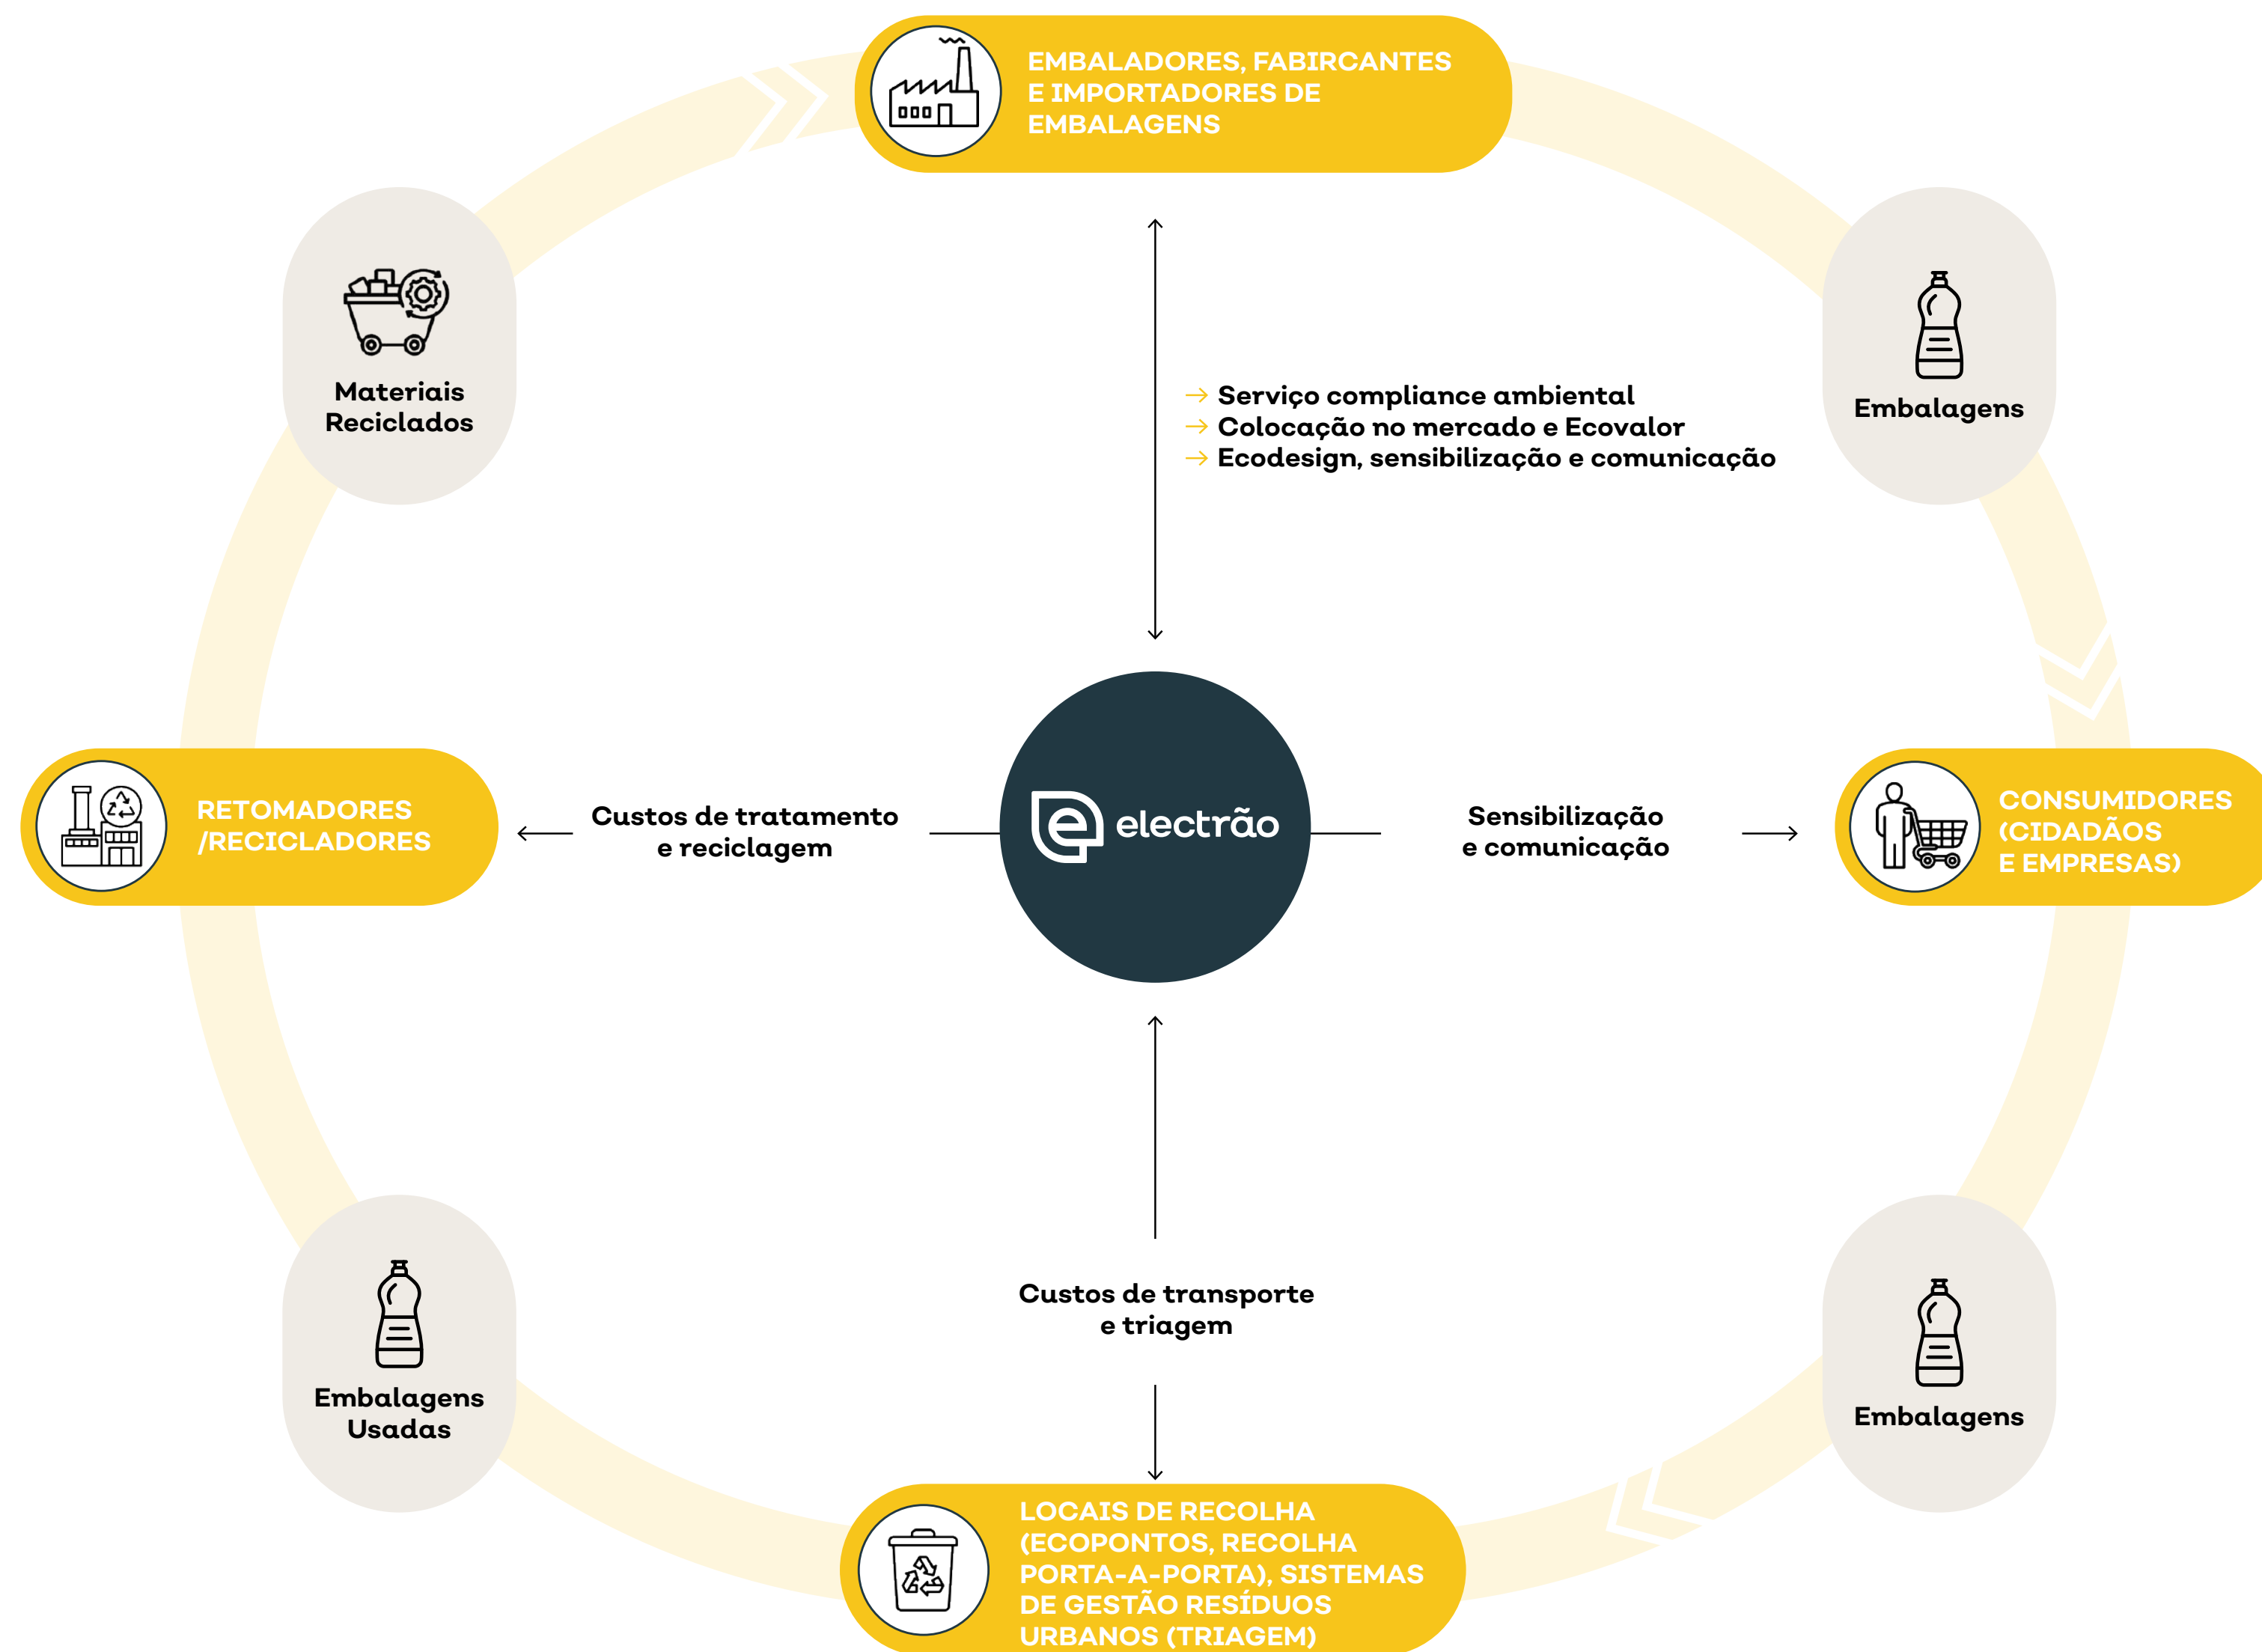 EMBALADORES, FABIRCANTES
E IMPORTADORES DE
EMBALAGENS
Materiais
Reciclados
Embalagens
→ Serviço compliance ambiental
→ Colocação no mercado e Ecovalor
→ Ecodesign, sensibilização e comunicação
RETOMADORES
/RECICLADORES
Custos de tratamento
e reciclagem
electrão
Sensibilização
e comunicação
CONSUMIDORES
(CIDADÃOS
E EMPRESAS)
Custos de transporte
e triagem
Embalagens
Usadas
Embalagens
LOCAIS DE RECOLHA
(ECOPONTOS, RECOLHA
PORTA-A-PORTA), SISTEMAS
DE GESTÃO RESÍDUOS
URBANOS (TRIAGEM)